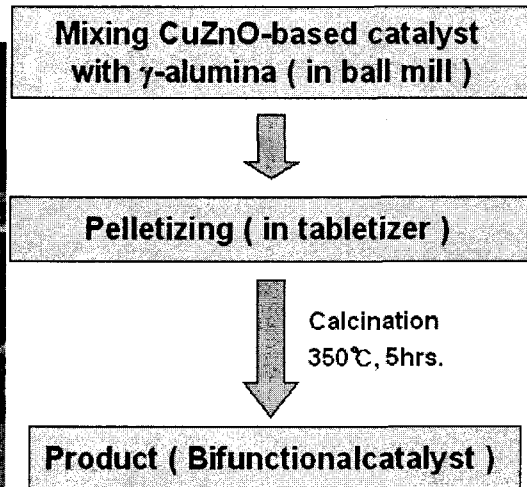 Mixing CuZnO-based catalyst
with γ-alumina ( in ball mill )
Pelletizing ( in tabletizer )
Calcination
350℃, 5hrs.
Product ( Bifunctionalcatalyst )